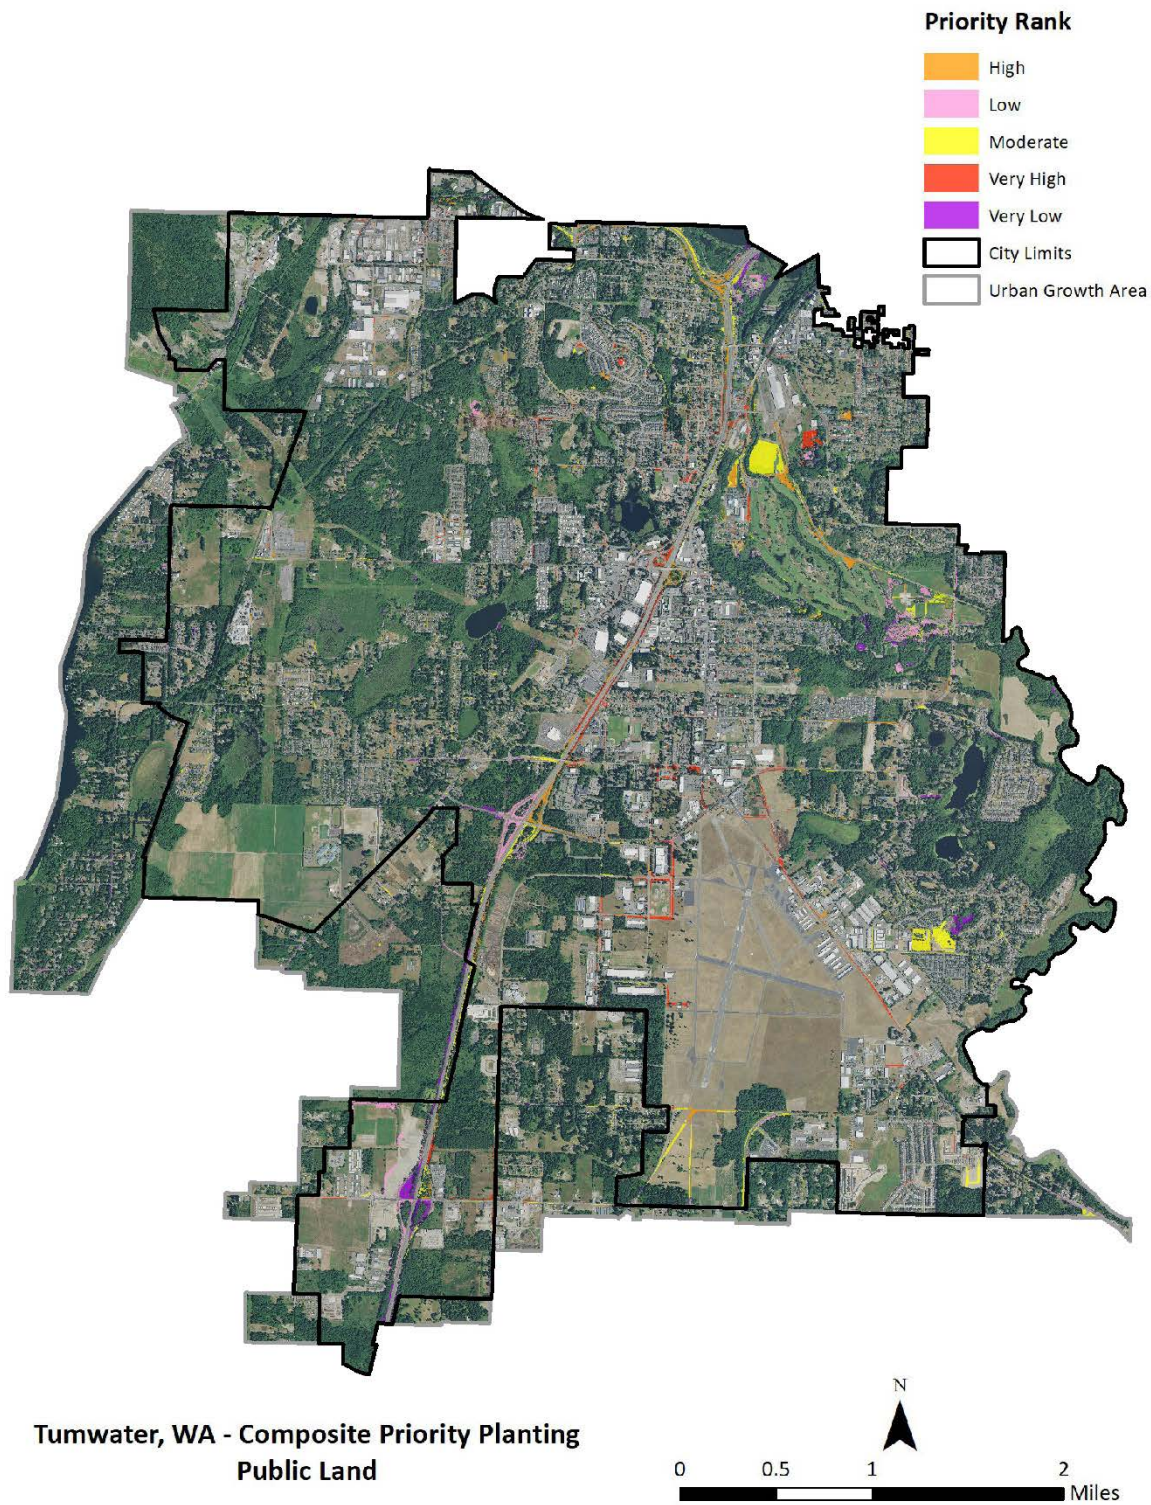 Priority Rank
High
Low
Moderate
Very High
Very Low
City Limits
Urban Growth Area
Tumwater, WA - Composite Priority Planting
Public Land
N
0 0.5 1 2
Miles